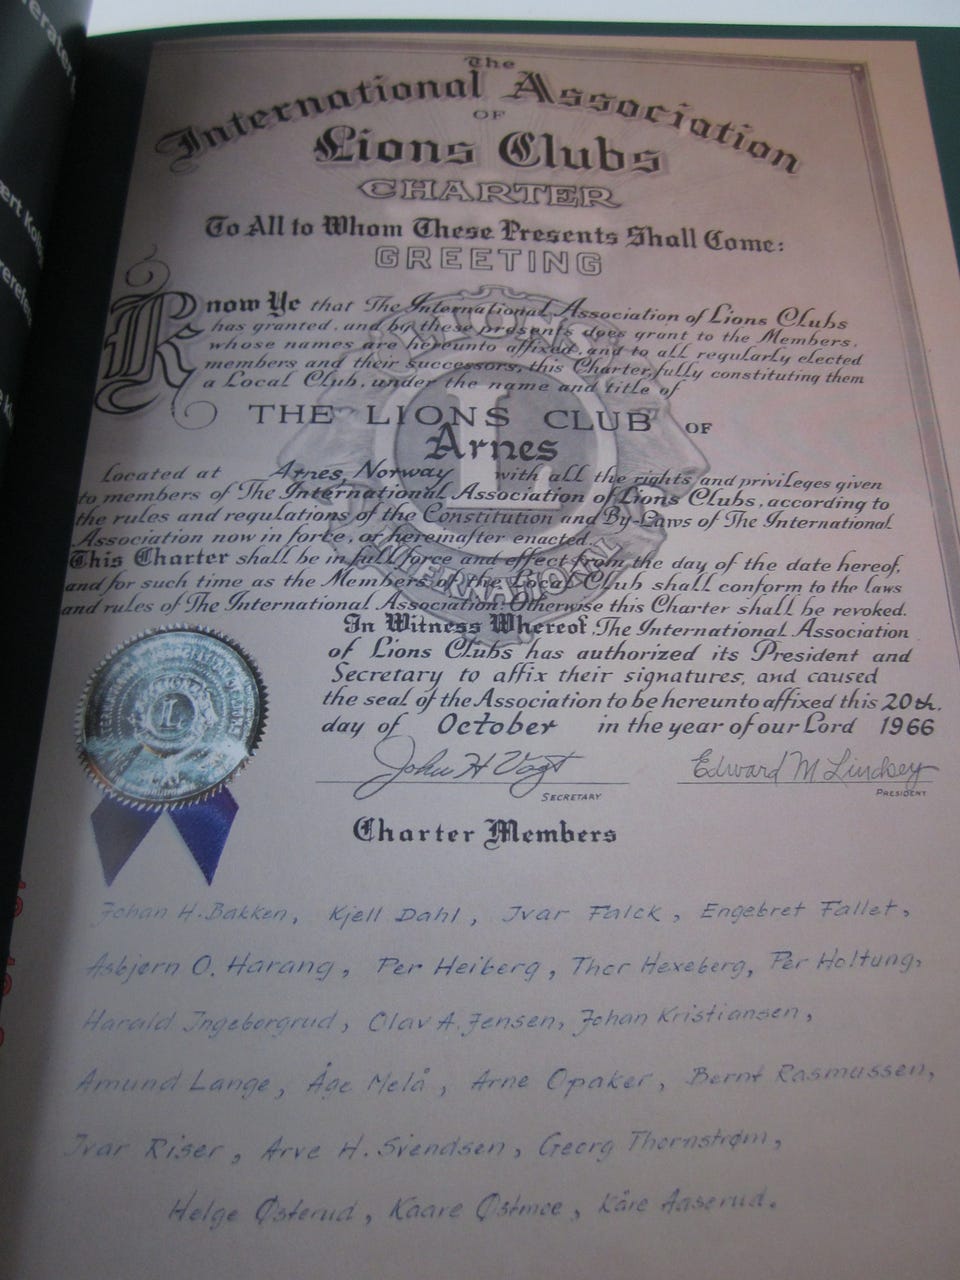 The
International Association
OF
Lions Clubs
CHARTER
To All to Whom These Presents Shall Come:
GREETING
Know Ye that The International Association of Lions Clubs
has granted, and by these presents does grant to the Members,
whose names are hereunto affixed, and to all regularly elected
members and their successors, this Charter, fully constituting them
a Local Club, under the name and title of
THE LIONS CLUB OF
Arnes
Located at Arnes, Norway with all the rights and privileges given
to members of The International Association of Lions Clubs, according to
the rules and regulations of the Constitution and By-Laws of The International
Association now in force, or hereinafter enacted.
This Charter shall be in full force and effect from the day of the date hereof,
and for such time as the Members of the Local Club shall conform to the laws
and rules of The International Association: Otherwise this Charter shall be revoked.
In Witness Whereof, The International Association
of Lions Clubs has authorized its President and
Secretary to affix their signatures, and caused
the seal of the Association to be hereunto affixed this 20th.
day of October in the year of our Lord 1966
John H Vogt Edward M Lindsey
SECRETARY PRESIDENT
Charter Members
Johan H. Bakken, Kjell Dahl, Ivar Falck, Engebret Fallet,
Asbjørn O. Harang, Per Heiberg, Thor Hexeberg, Per Holtung,
Harald Ingeborgrud, Olav A. Jensen, Johan Kristiansen,
Amund Lange, Åge Melå, Arne Opaker, Bernt Rasmussen,
Ivar Riser, Arve H. Svendsen, Georg Thornstrøm,
Helge Østerud, Kaare Østmoe, Kåre Aaserud.